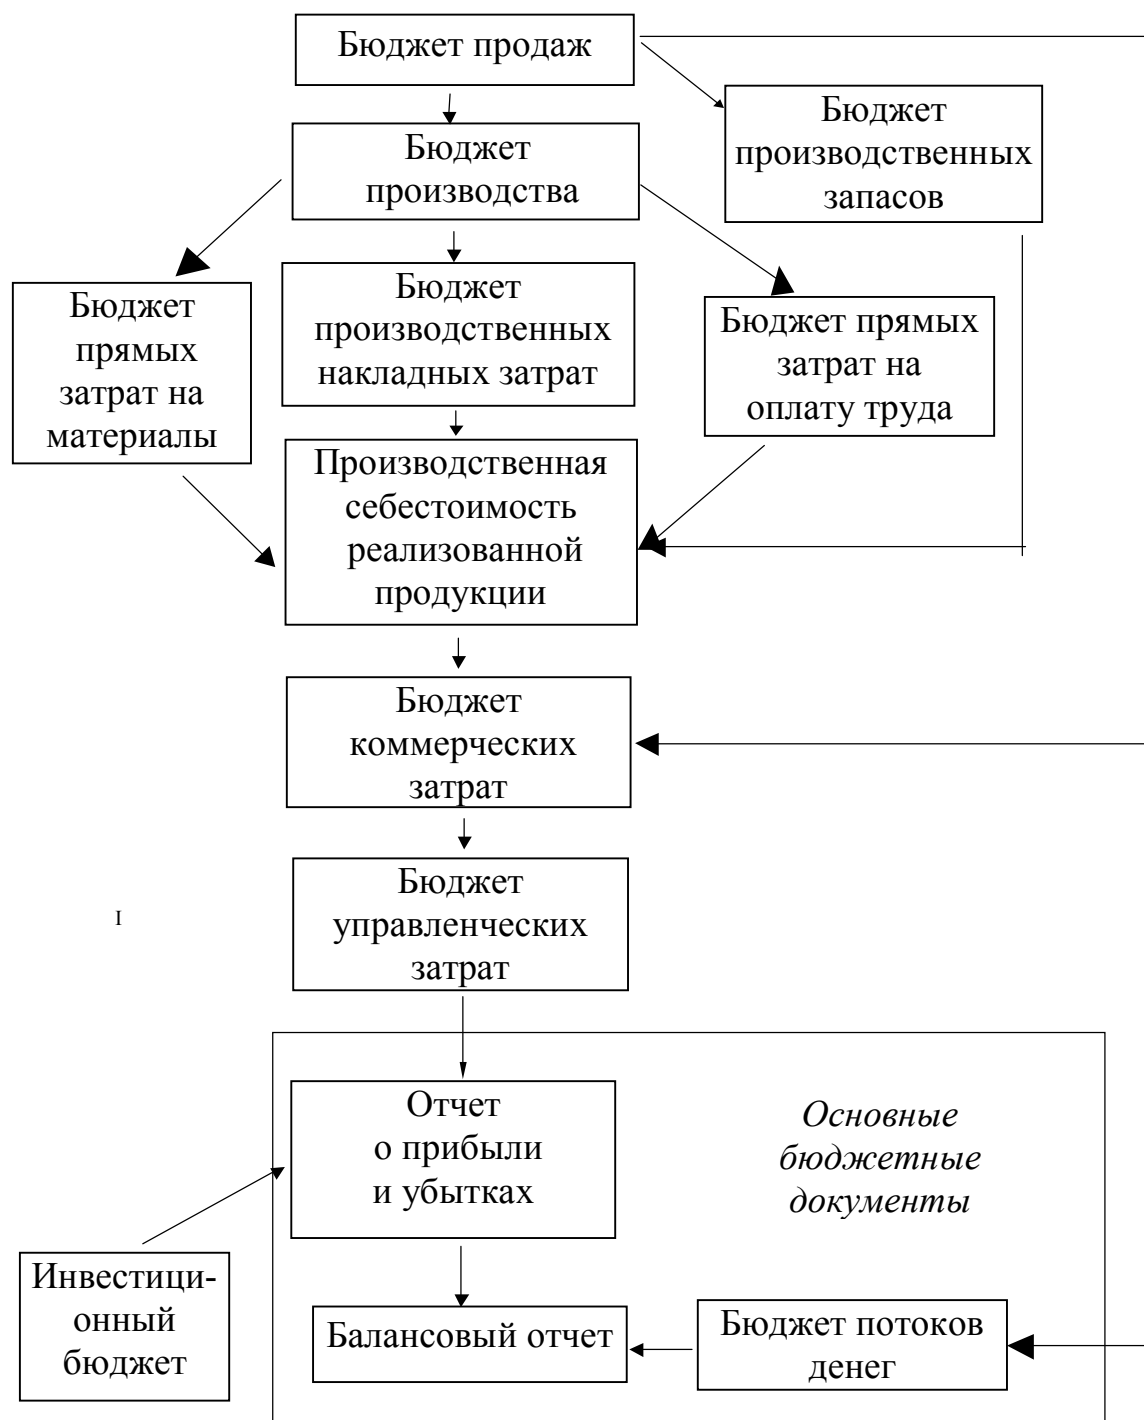 Бюджет продаж
Бюджет
производства
Бюджет
производственных
запасов
Бюджет
прямых
затрат на
материалы
Бюджет
производственных
накладных затрат
Бюджет прямых
затрат на
оплату труда
Производственная
себестоимость
реализованной
продукции
Бюджет
коммерческих
затрат
Бюджет
управленческих
затрат
I
Отчет
о прибыли
и убытках
Основные
бюджетные
документы
Инвестици-
онный
бюджет
Балансовый отчет
Бюджет потоков
денег